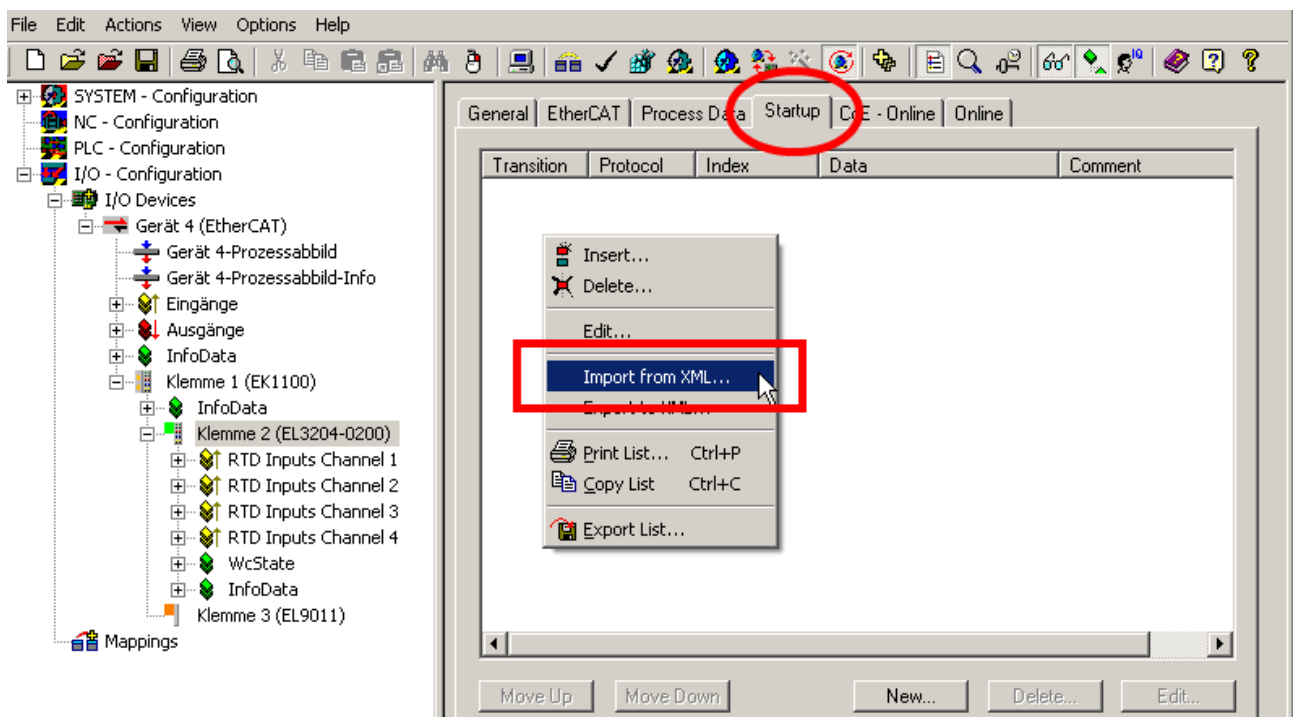 File Edit Actions View Options Help
SYSTEM - Configuration
NC - Configuration
PLC - Configuration
I/O - Configuration
I/O Devices
Gerät 4 (EtherCAT)
Gerät 4-Prozessabbild
Gerät 4-Prozessabbild-Info
Eingänge
Ausgänge
InfoData
Klemme 1 (EK1100)
InfoData
Klemme 2 (EL3204-0200)
RTD Inputs Channel 1
RTD Inputs Channel 2
RTD Inputs Channel 3
RTD Inputs Channel 4
WcState
InfoData
Klemme 3 (EL9011)
Mappings
General EtherCAT Process Data Startup CoE - Online Online
Transition Protocol Index Data Comment
Insert...
Delete...
Edit...
Import from XML...
Export to XML...
Print List... Ctrl+P
Copy List Ctrl+C
Export List...
Move Up Move Down New... Delete... Edit...